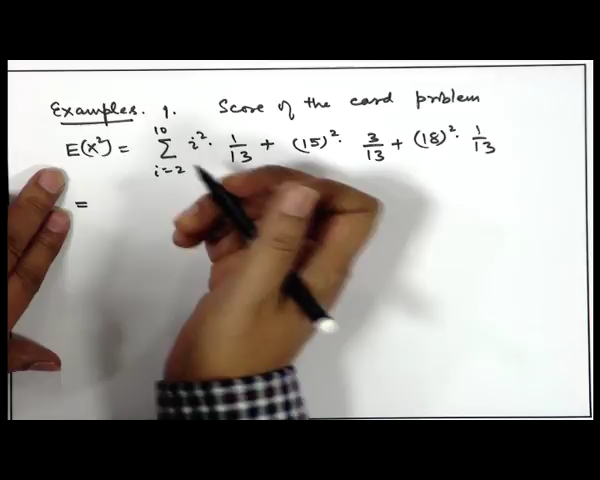 Examples. 1. Score of the card problem
E(X²) = \sum_{i=2}^{10} i² · 1/13 + (15)² · 3/13 + (18)² · 1/13
=